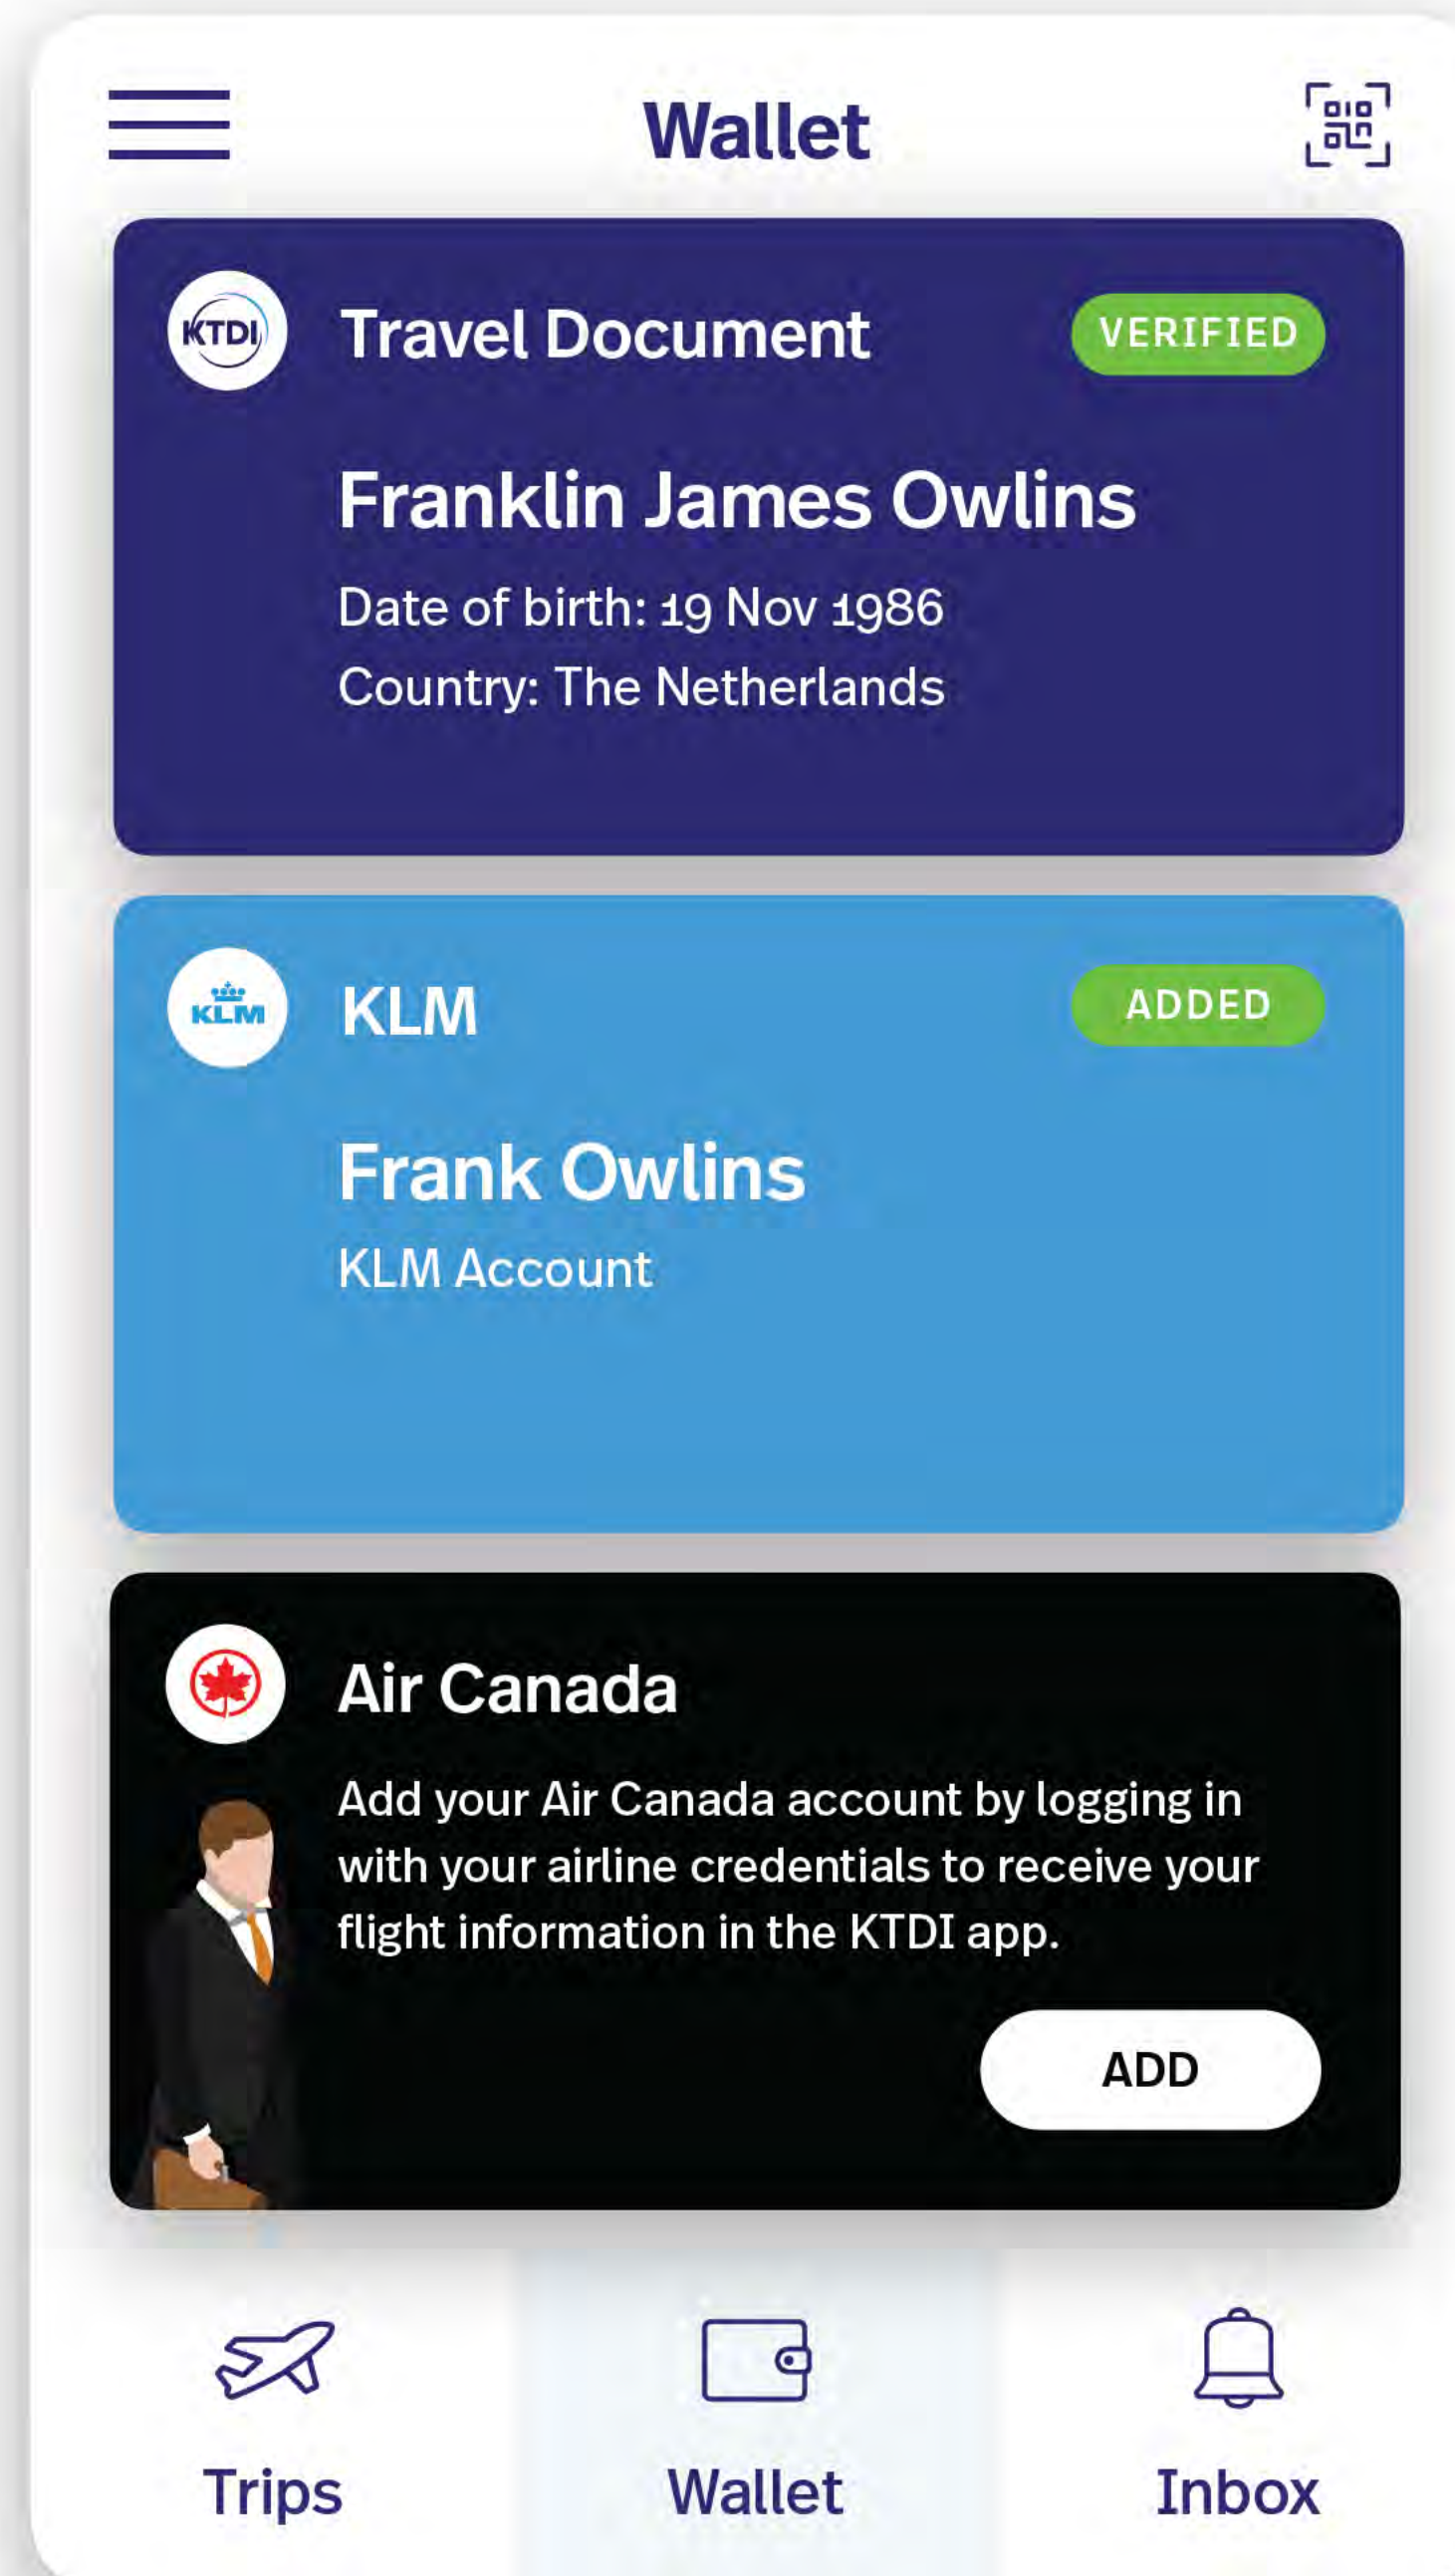 Wallet
KTDI
Travel Document
VERIFIED
Franklin James Owlins
Date of birth: 19 Nov 1986
Country: The Netherlands
KLM
KLM
ADDED
Frank Owlins
KLM Account
Air Canada
Add your Air Canada account by logging in
with your airline credentials to receive your
flight information in the KTDI app.
ADD
Trips
Wallet
Inbox